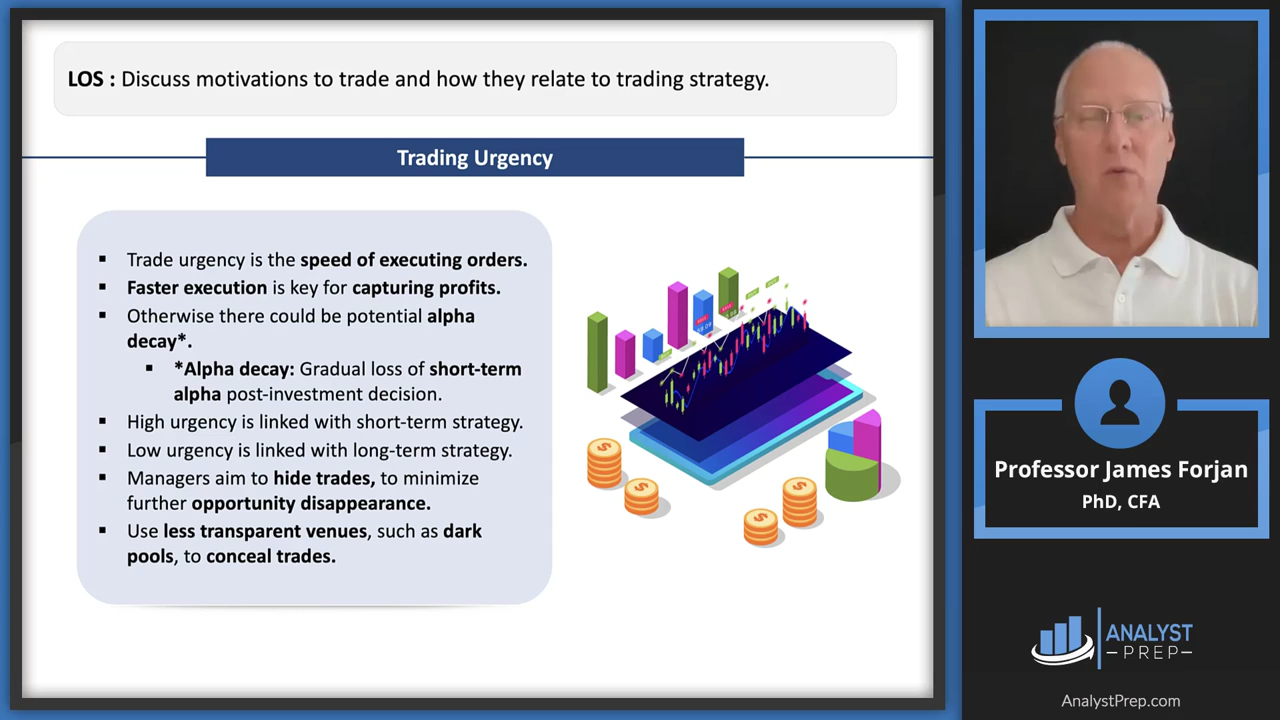 LOS : Discuss motivations to trade and how they relate to trading strategy.
Trading Urgency
▪ Trade urgency is the speed of executing orders.
▪ Faster execution is key for capturing profits.
▪ Otherwise there could be potential alpha
decay*.
▪ *Alpha decay: Gradual loss of short-term
alpha post-investment decision.
▪ High urgency is linked with short-term strategy.
▪ Low urgency is linked with long-term strategy.
▪ Managers aim to hide trades, to minimize
further opportunity disappearance.
▪ Use less transparent venues, such as dark
pools, to conceal trades.
Professor James Forjan
PhD, CFA
ANALYST
PREP
AnalystPrep.com